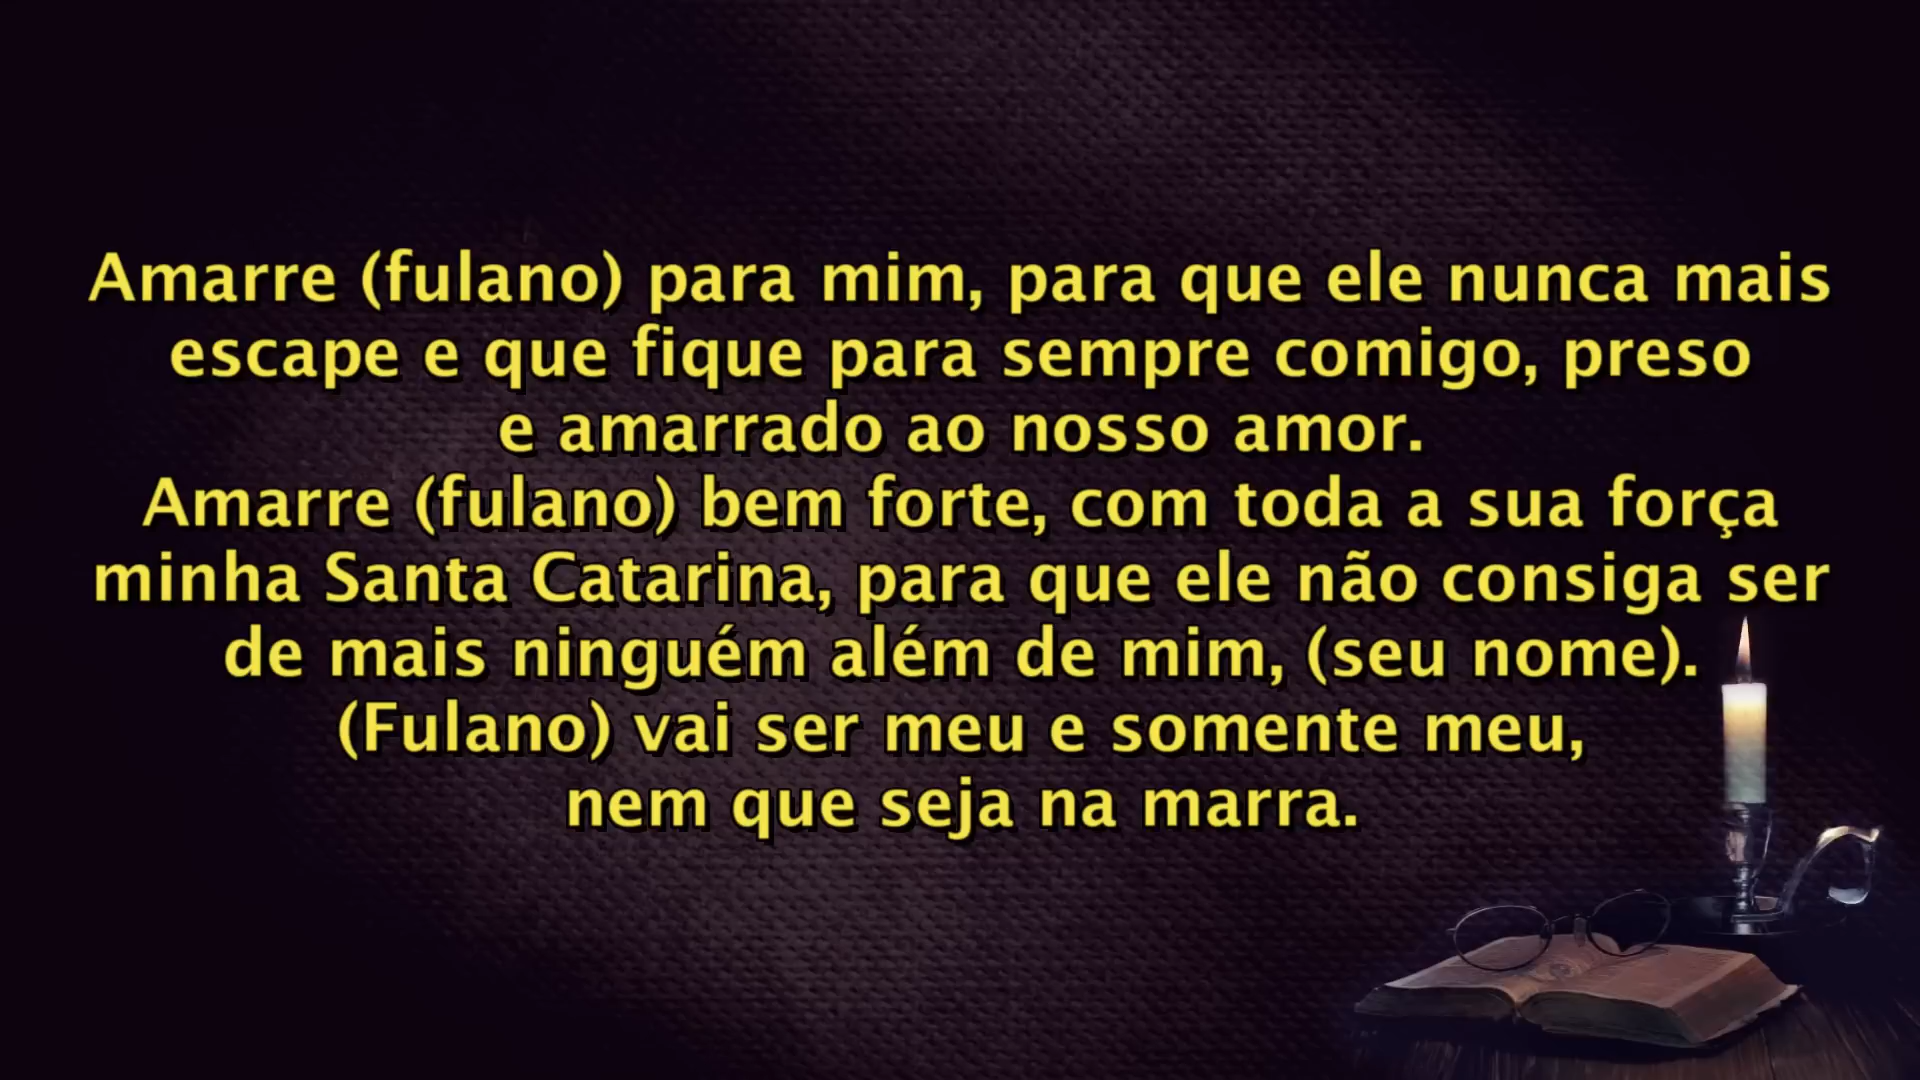 Amarre (fulano) para mim, para que ele nunca mais
escape e que fique para sempre comigo, preso
e amarrado ao nosso amor.
Amarre (fulano) bem forte, com toda a sua força
minha Santa Catarina, para que ele não consiga ser
de mais ninguém além de mim, (seu nome).
(Fulano) vai ser meu e somente meu,
nem que seja na marra.